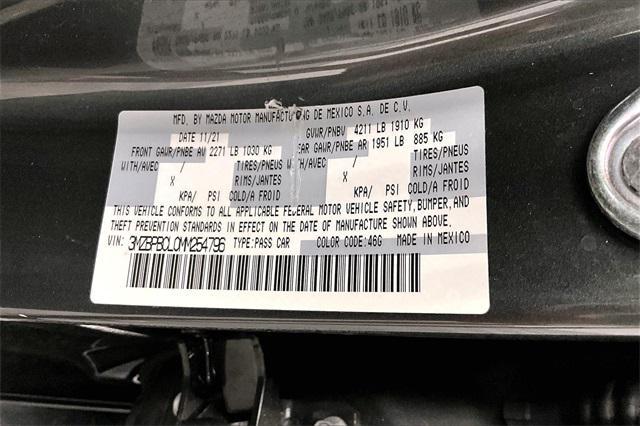 MFD. BY MAZDA MOTOR MANUFACTURING DE MEXICO S.A. DE C.V.
DATE 11/21 GVWR/PNBV 4211 LB 1910 KG
FRONT GAWR/PNBE AV 2271 LB 1030 KG REAR GAWR/PNBE AR 1951 LB 885 KG
WITH/AVEC / TIRES/PNEUS WITH/AVEC / TIRES/PNEUS
X RIMS/JANTES X RIMS/JANTES
KPA/ PSI COLD/A FROID KPA/ PSI COLD/A FROID
THIS VEHICLE CONFORMS TO ALL APPLICABLE FEDERAL MOTOR VEHICLE SAFETY, BUMPER, AND
THEFT PREVENTION STANDARDS IN EFFECT ON THE DATE OF MANUFACTURE SHOWN ABOVE.
VIN: 3MZBPB0L0MM254796 TYPE:PASS CAR COLOR CODE:46G MADE IN MEXICO